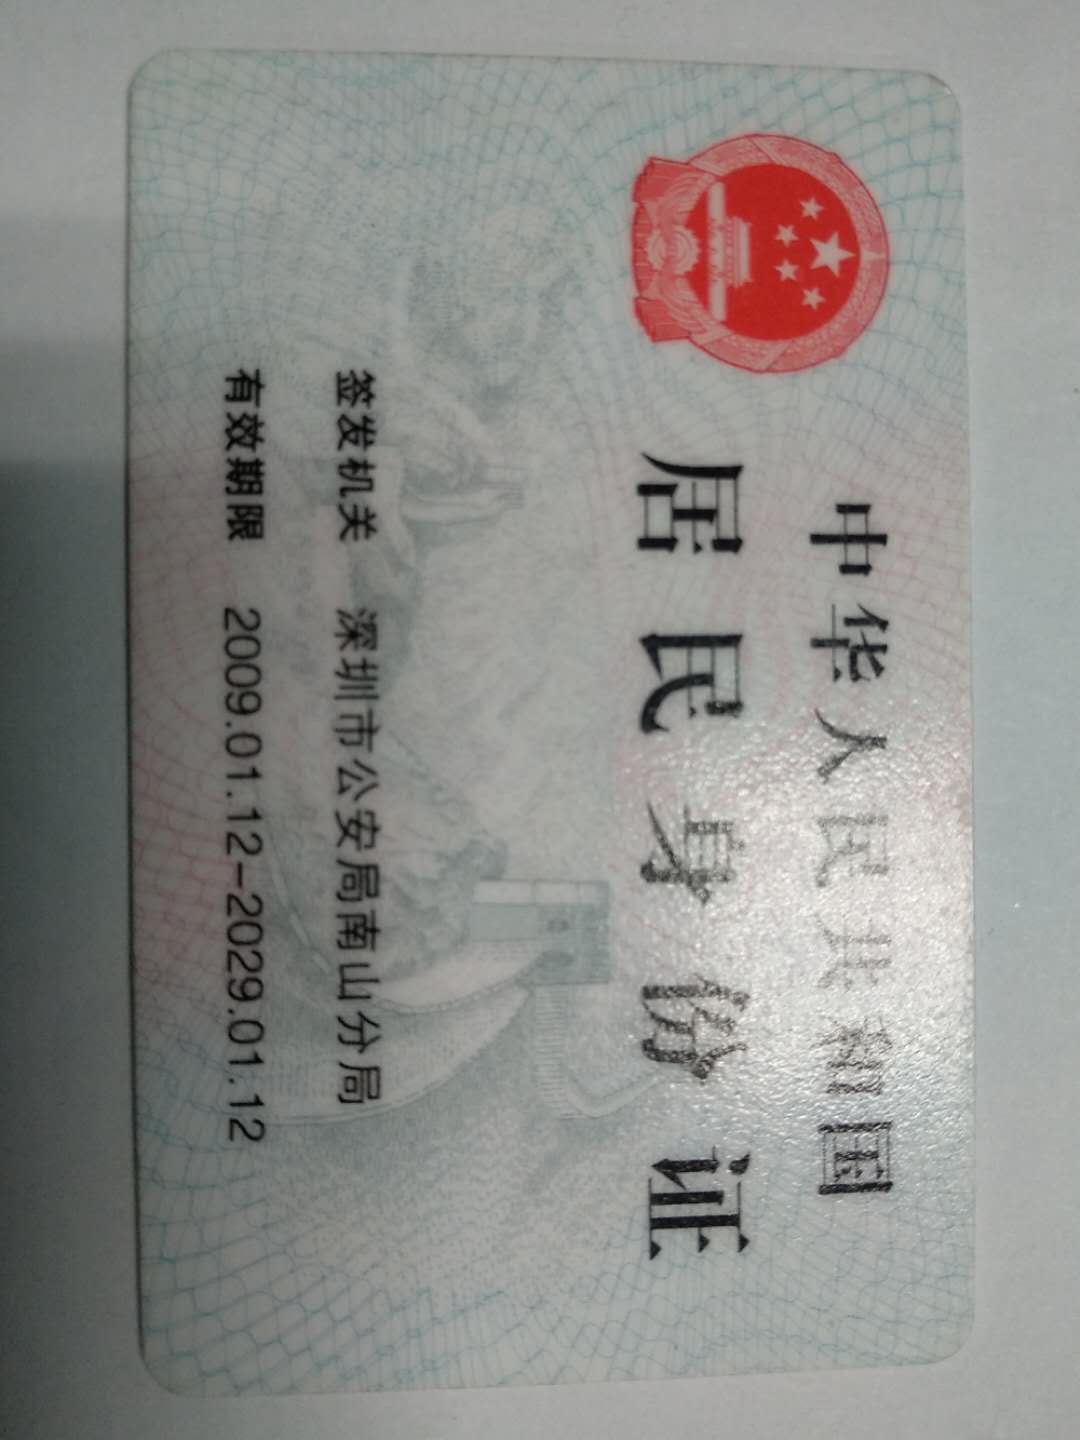 中华人民共和国
居民身份证
签发机关 深圳市公安局南山分局
有效期限 2009.01.12-2029.01.12